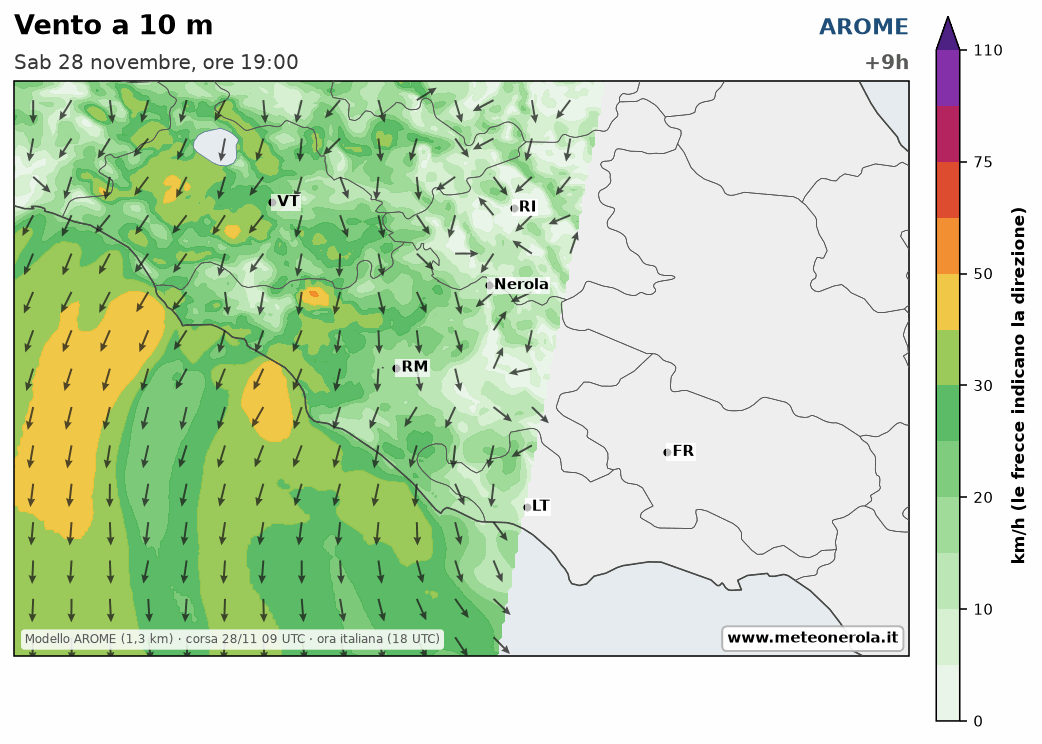 Vento a 10 m
AROME
Sab 28 novembre, ore 19:00
+9h
110
75
50
30
20
10
0
km/h (le frecce indicano la direzione)
VT
RI
Nerola
RM
FR
LT
Modello AROME (1,3 km) · corsa 28/11 09 UTC · ora italiana (18 UTC)
www.meteonerola.it